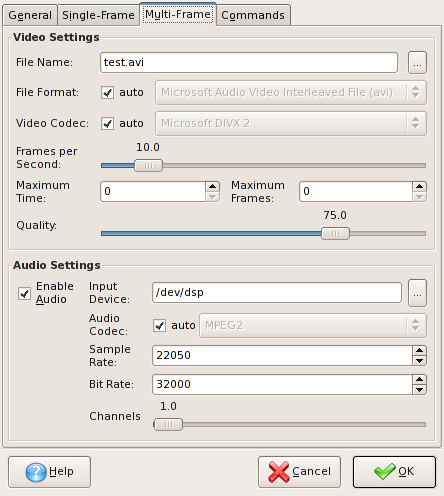 General Single-Frame Multi-Frame Commands
Video Settings
File Name: test.avi ...
File Format: auto Microsoft Audio Video Interleaved File (avi)
Video Codec: auto Microsoft DIVX 2
10.0
Frames per
Second:
Maximum
Time: 0 Maximum
Frames: 0
75.0
Quality:
Audio Settings
Enable
Audio
Input
Device: /dev/dsp ...
Audio
Codec: auto MPEG2
Sample
Rate: 22050
Bit Rate: 32000
1.0
Channels
Help Cancel OK